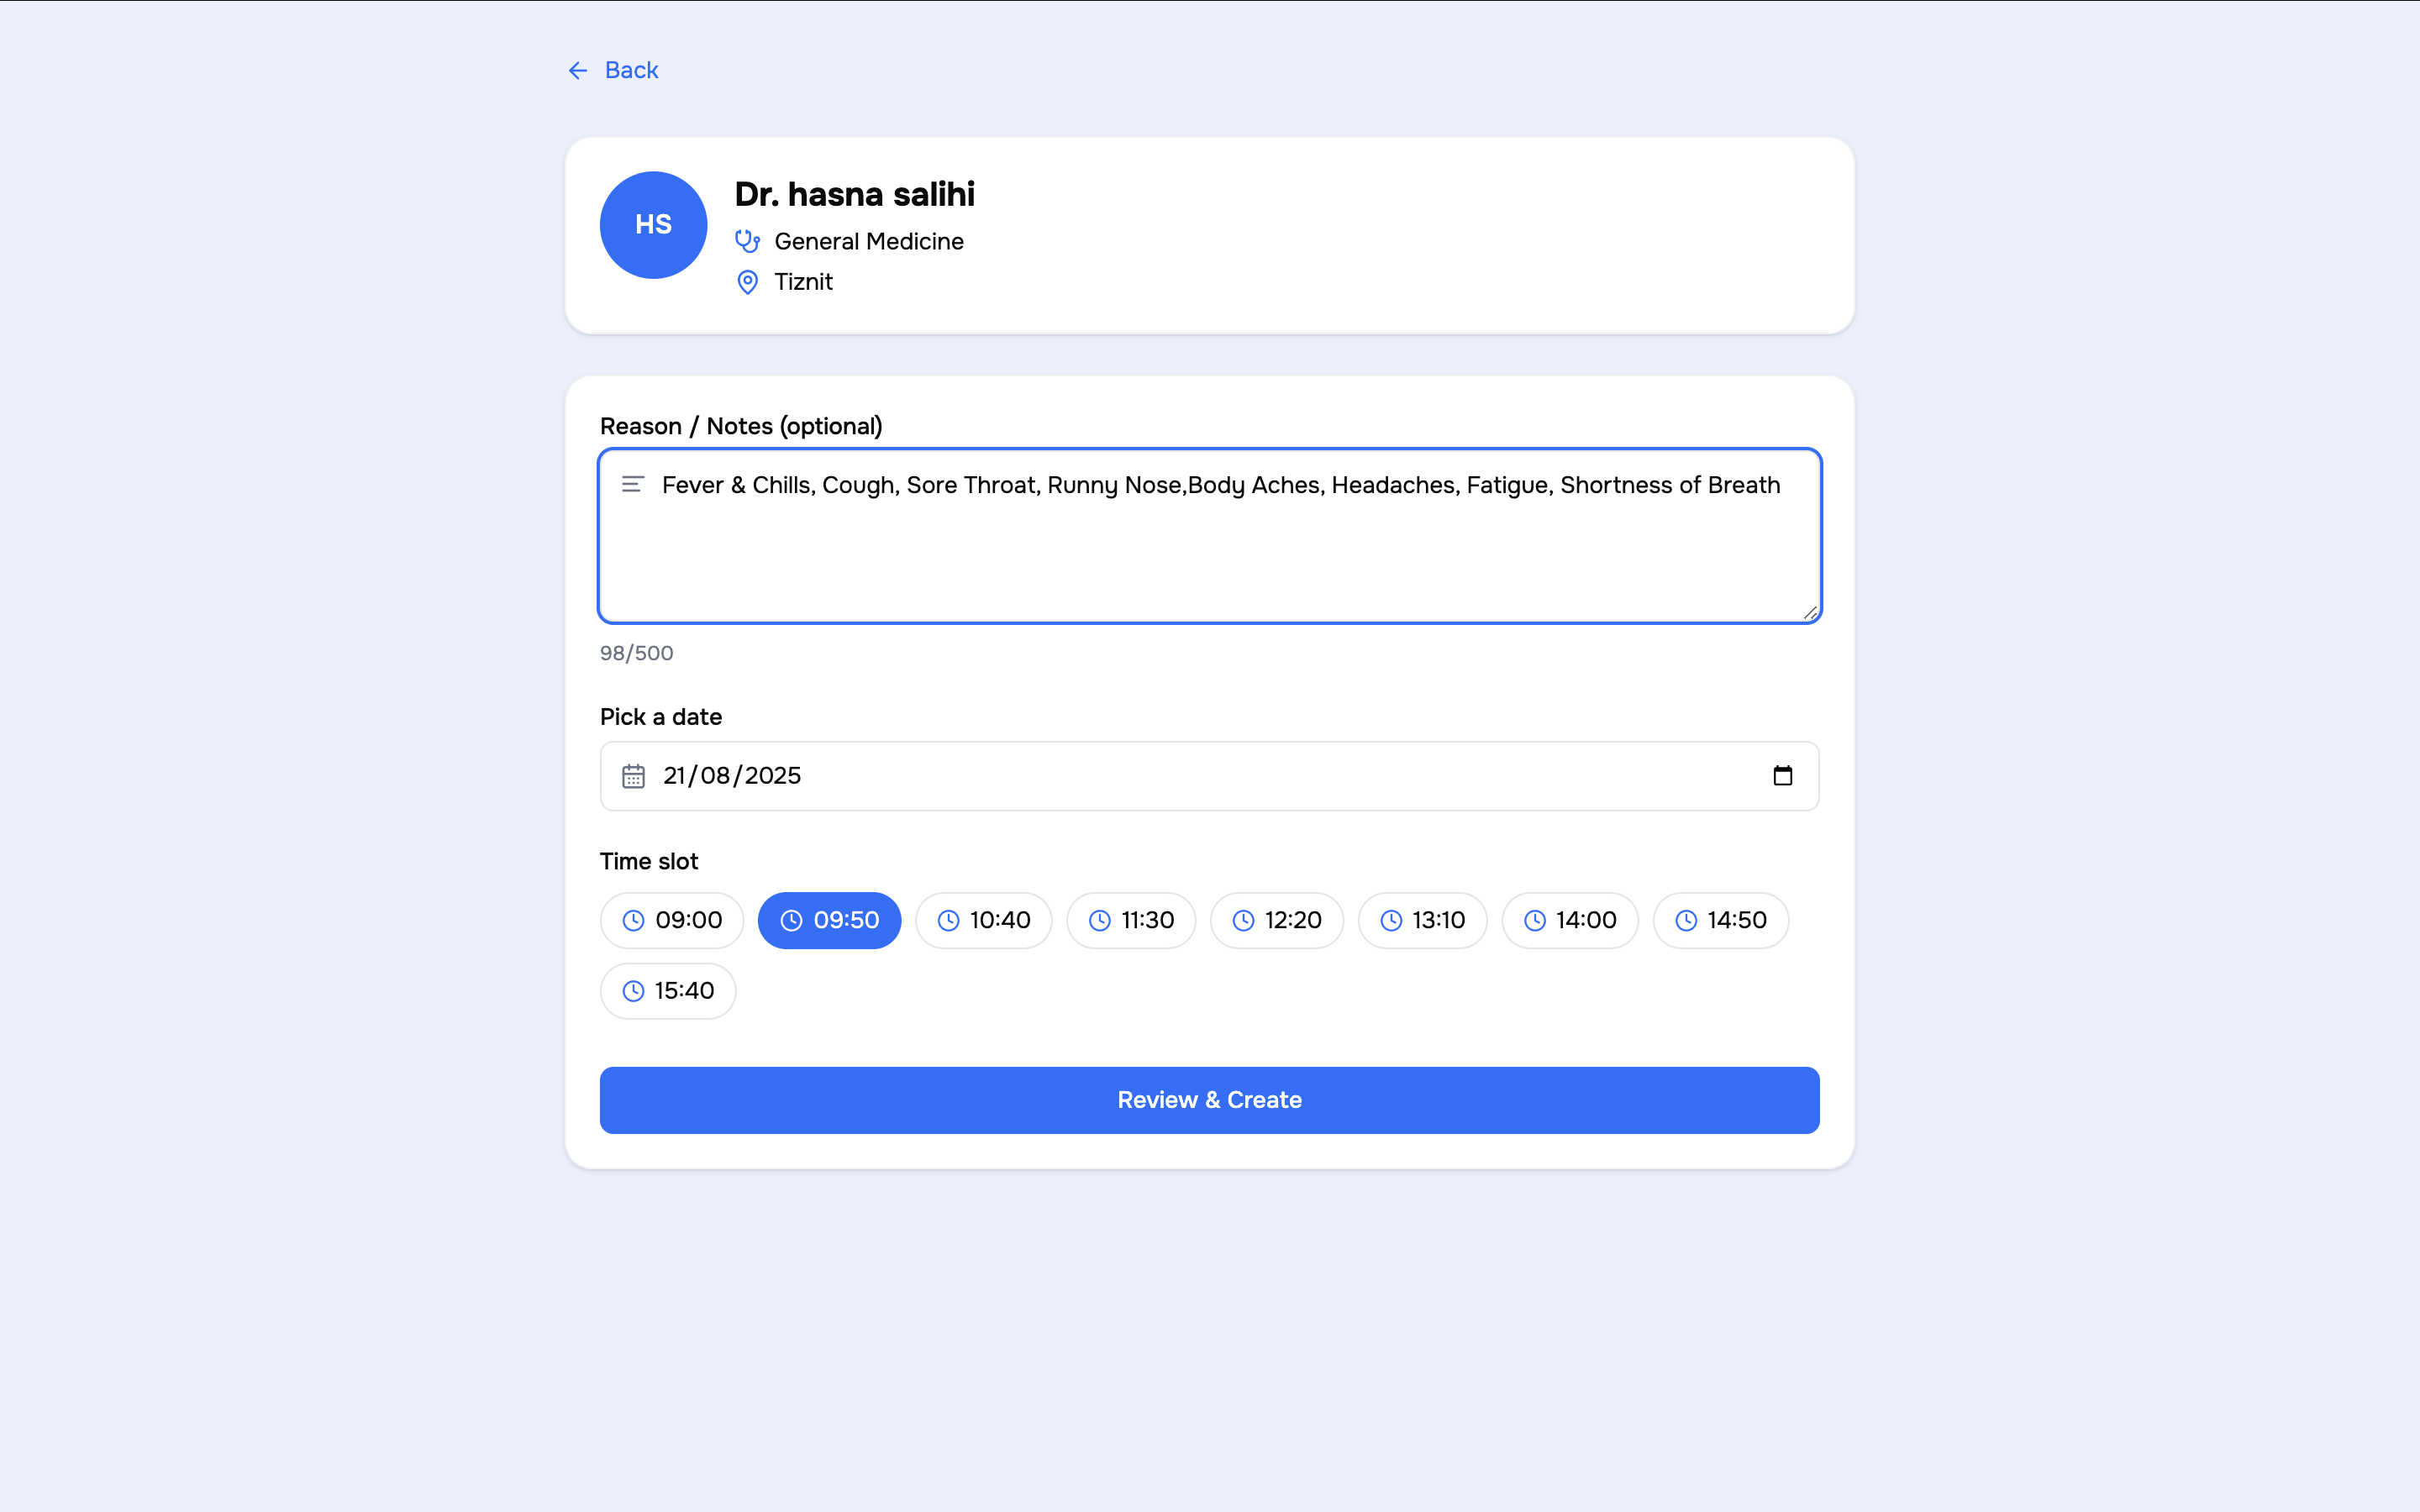 Back
HS
Dr. hasna salihi
General Medicine
Tiznit
Reason / Notes (optional)
Fever & Chills, Cough, Sore Throat, Runny Nose,Body Aches, Headaches, Fatigue, Shortness of Breath
98/500
Pick a date
21/08/2025
Time slot
09:00 09:50 10:40 11:30 12:20 13:10 14:00 14:50
15:40
Review & Create